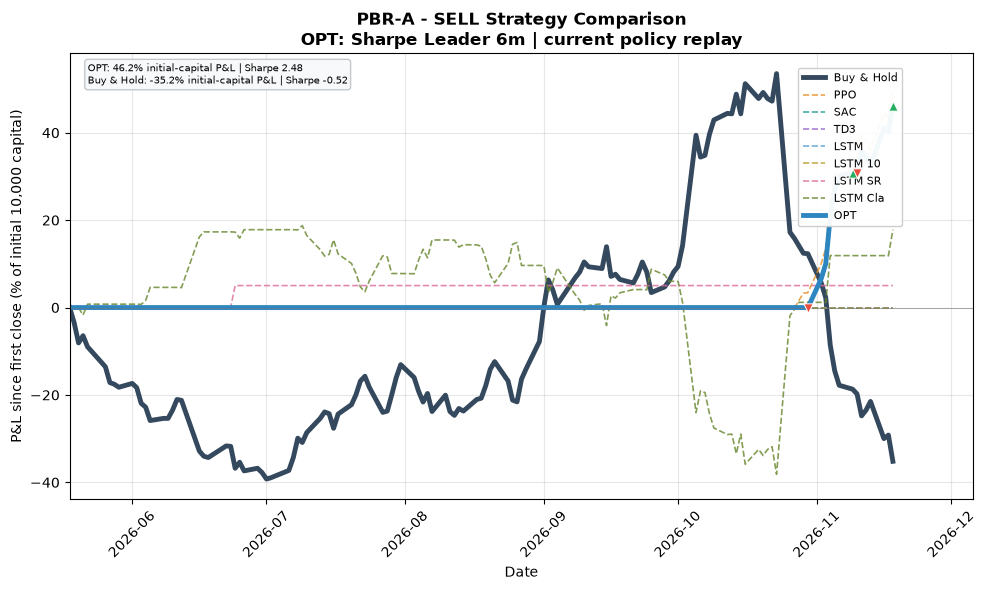 PBR-A - SELL Strategy Comparison
OPT: Sharpe Leader 6m | current policy replay
OPT: 46.2% initial-capital P&L | Sharpe 2.48
Buy & Hold: -35.2% initial-capital P&L | Sharpe -0.52
Buy & Hold
PPO
SAC
TD3
LSTM
LSTM 10
LSTM SR
LSTM Cla
OPT
P&L since first close (% of initial 10,000 capital)
40
20
0
−20
−40
2026-06
2026-07
2026-08
2026-09
2026-10
2026-11
2026-12
Date